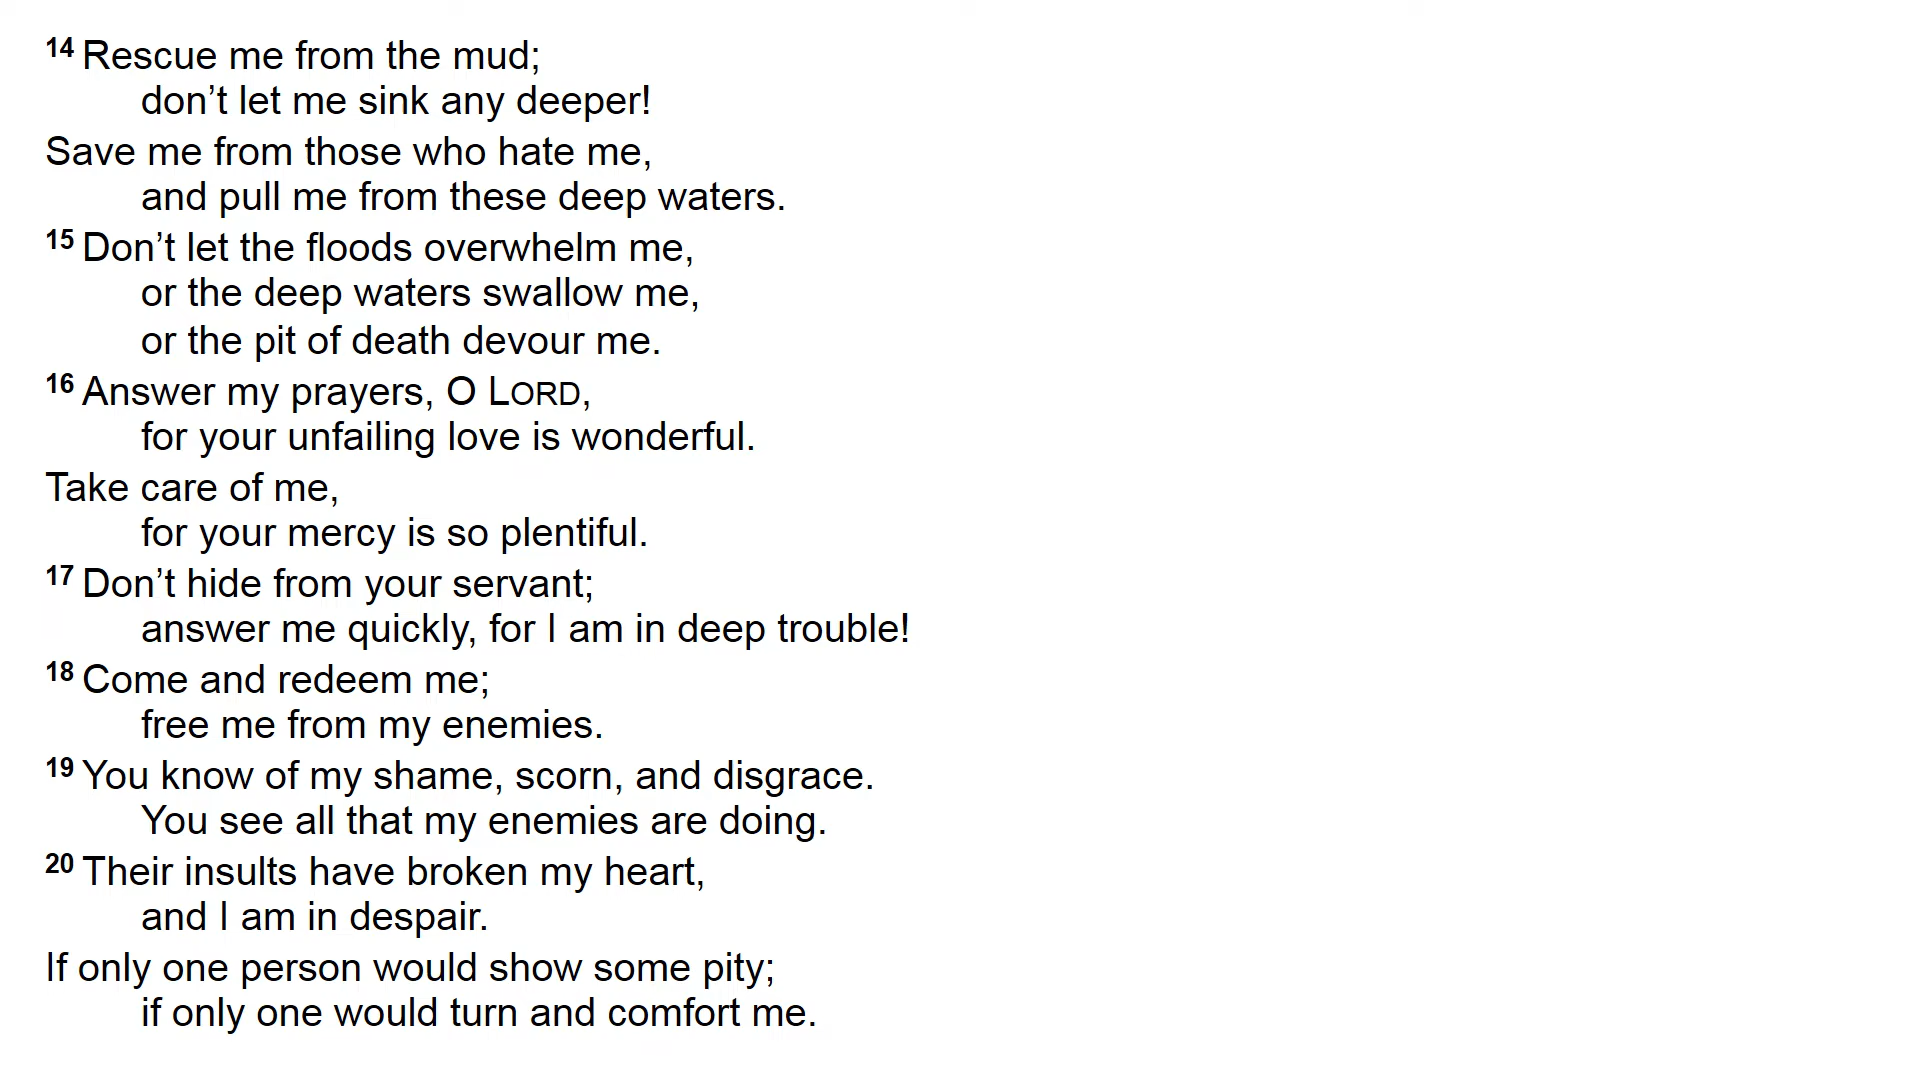 14 Rescue me from the mud;
don’t let me sink any deeper!
Save me from those who hate me,
and pull me from these deep waters.
15 Don’t let the floods overwhelm me,
or the deep waters swallow me,
or the pit of death devour me.
16 Answer my prayers, O LORD,
for your unfailing love is wonderful.
Take care of me,
for your mercy is so plentiful.
17 Don’t hide from your servant;
answer me quickly, for I am in deep trouble!
18 Come and redeem me;
free me from my enemies.
19 You know of my shame, scorn, and disgrace.
You see all that my enemies are doing.
20 Their insults have broken my heart,
and I am in despair.
If only one person would show some pity;
if only one would turn and comfort me.